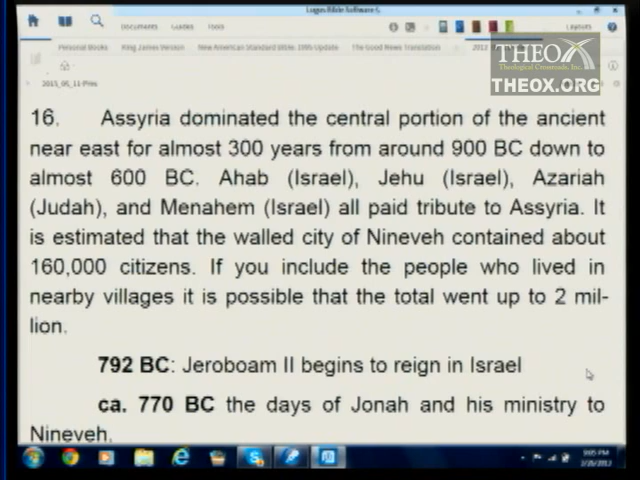 Logos Bible Software 5
Documents Guides Tools
Layouts
Personal Books King James Version New American Standard Bible: 1995 Update The Good News Translation
THEOX
Theological Crossroads, Inc.
THEOX.ORG
16. Assyria dominated the central portion of the ancient
near east for almost 300 years from around 900 BC down to
almost 600 BC. Ahab (Israel), Jehu (Israel), Azariah
(Judah), and Menahem (Israel) all paid tribute to Assyria. It
is estimated that the walled city of Nineveh contained about
160,000 citizens. If you include the people who lived in
nearby villages it is possible that the total went up to 2 mil-
lion.
792 BC: Jeroboam II begins to reign in Israel
ca. 770 BC the days of Jonah and his ministry to
Nineveh.